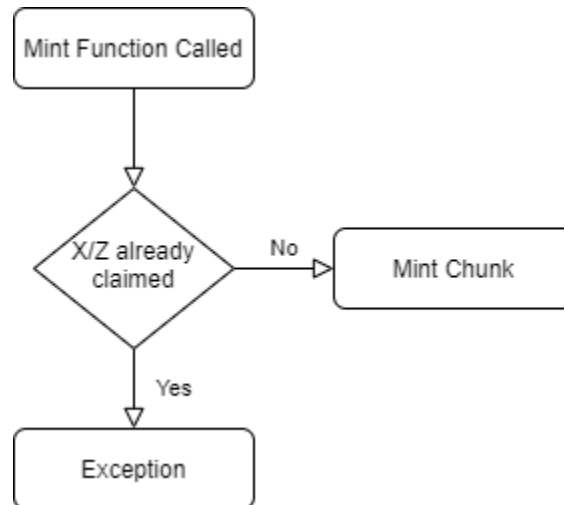 Mint Function Called
X/Z already
claimed
No
Mint Chunk
Yes
Exception